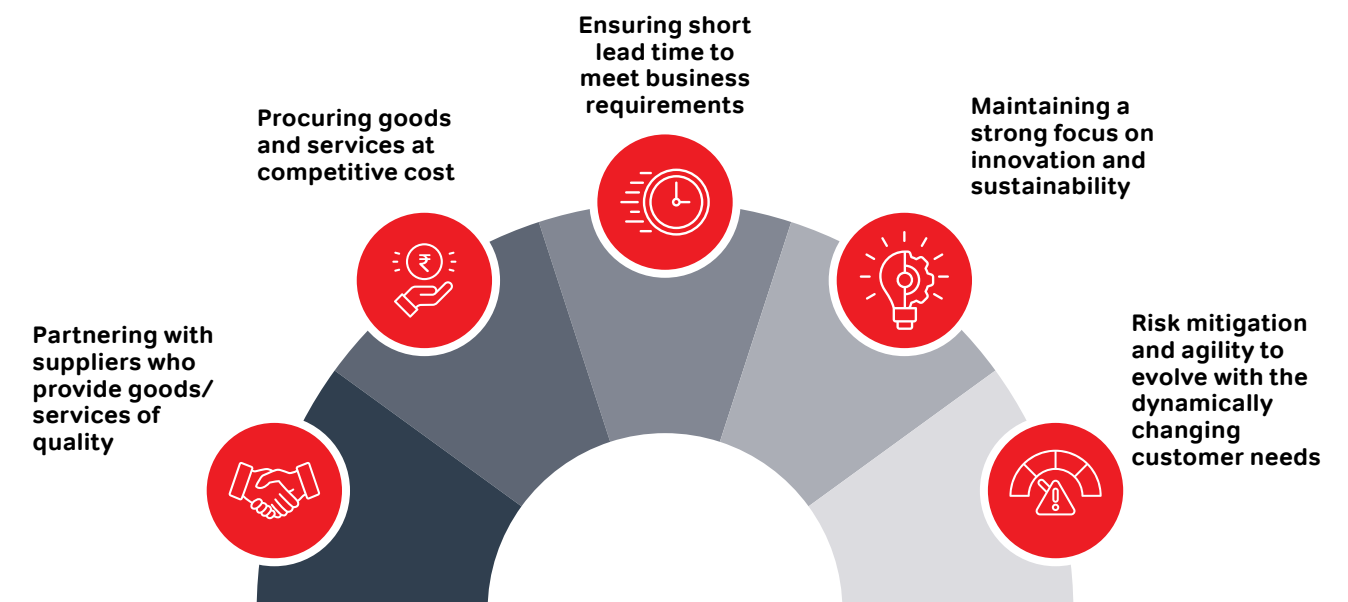 Ensuring short
lead time to
meet business
requirements
Procuring goods
and services at
competitive cost
Maintaining a
strong focus on
innovation and
sustainability
Partnering with
suppliers who
provide goods/
services of
quality
Risk mitigation
and agility to
evolve with the
dynamically
changing
customer needs
₹